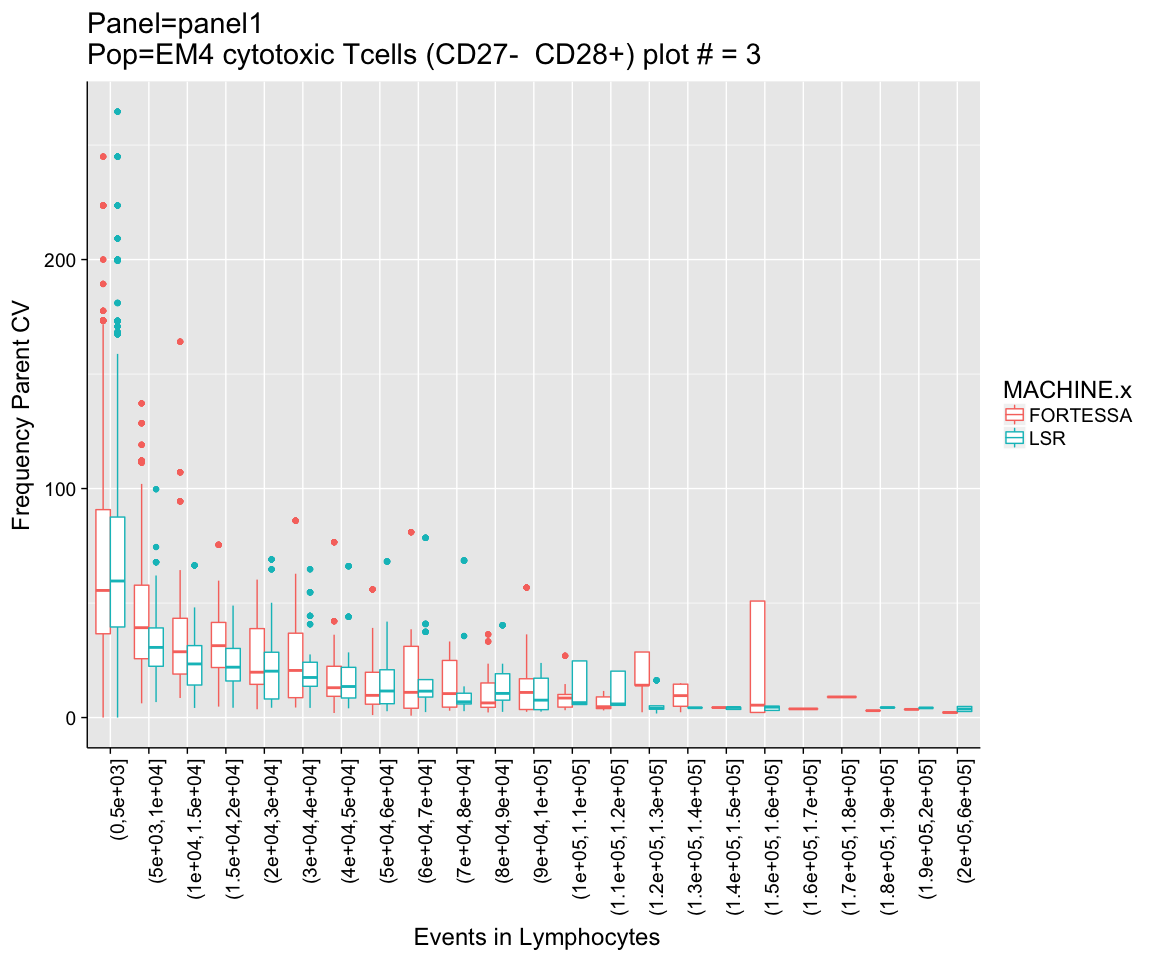 Panel=panel1
Pop=EM4 cytotoxic Tcells (CD27-  CD28+) plot # = 3
Frequency Parent CV
200
100
0
MACHINE.x
FORTESSA
LSR
(0,5e+03]
(5e+03,1e+04]
(1e+04,1.5e+04]
(1.5e+04,2e+04]
(2e+04,3e+04]
(3e+04,4e+04]
(4e+04,5e+04]
(5e+04,6e+04]
(6e+04,7e+04]
(7e+04,8e+04]
(8e+04,9e+04]
(9e+04,1e+05]
(1e+05,1.1e+05]
(1.1e+05,1.2e+05]
(1.2e+05,1.3e+05]
(1.3e+05,1.4e+05]
(1.4e+05,1.5e+05]
(1.5e+05,1.6e+05]
(1.6e+05,1.7e+05]
(1.7e+05,1.8e+05]
(1.8e+05,1.9e+05]
(1.9e+05,2e+05]
(2e+05,6e+05]
Events in Lymphocytes